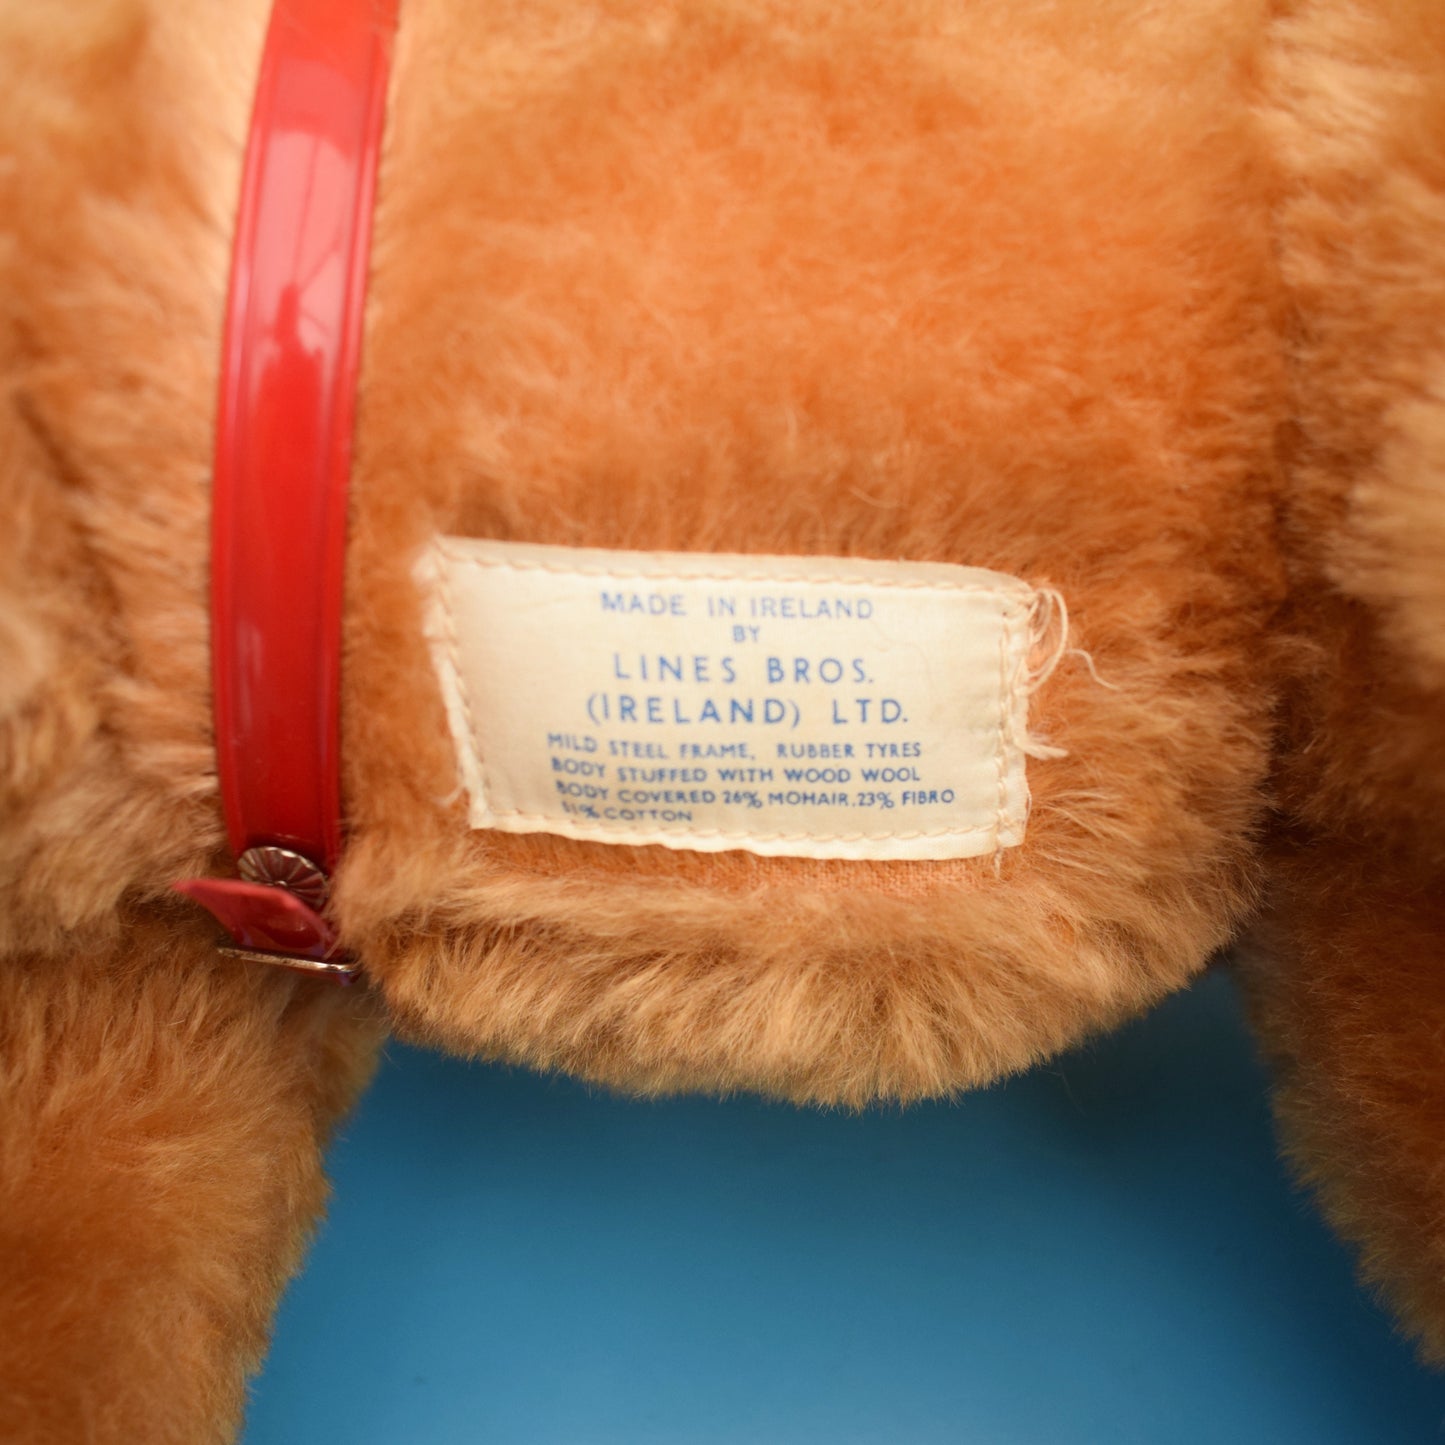 MADE IN IRELAND
BY
LINES BROS.
(IRELAND) LTD.
MILD STEEL FRAME, RUBBER TYRES
BODY STUFFED WITH WOOD WOOL
BODY COVERED 26% MOHAIR, 23% FIBRO
51% COTTON